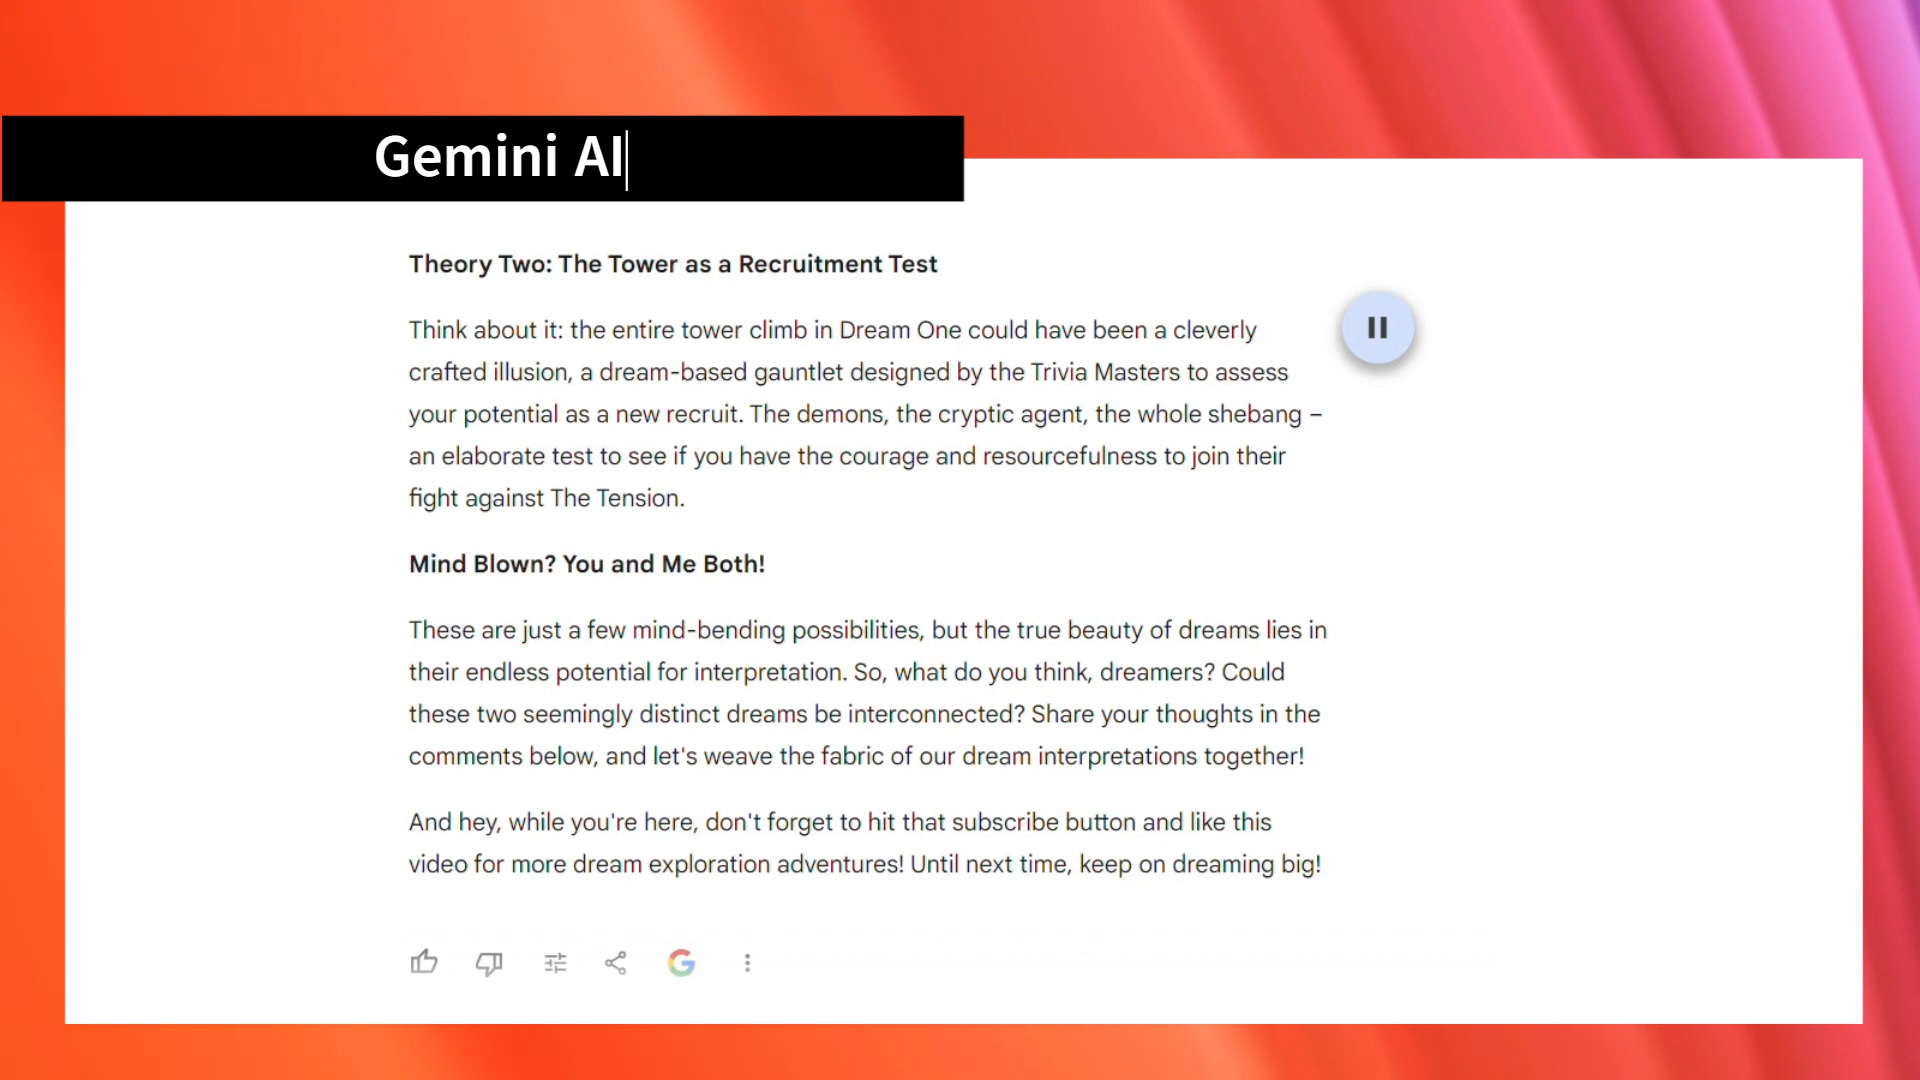 Gemini AI
Theory Two: The Tower as a Recruitment Test
Think about it: the entire tower climb in Dream One could have been a cleverly
crafted illusion, a dream-based gauntlet designed by the Trivia Masters to assess
your potential as a new recruit. The demons, the cryptic agent, the whole shebang –
an elaborate test to see if you have the courage and resourcefulness to join their
fight against The Tension.
Mind Blown? You and Me Both!
These are just a few mind-bending possibilities, but the true beauty of dreams lies in
their endless potential for interpretation. So, what do you think, dreamers? Could
these two seemingly distinct dreams be interconnected? Share your thoughts in the
comments below, and let's weave the fabric of our dream interpretations together!
And hey, while you're here, don't forget to hit that subscribe button and like this
video for more dream exploration adventures! Until next time, keep on dreaming big!